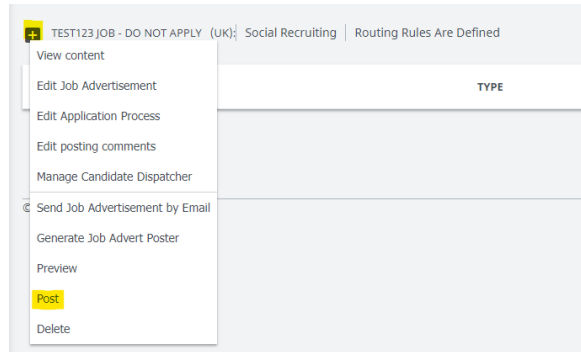 + TEST123 JOB - DO NOT APPLY (UK): Social Recruiting Routing Rules Are Defined
View content
Edit Job Advertisement
TYPE
Edit Application Process
Edit posting comments
Manage Candidate Dispatcher
© Send Job Advertisement by Email
Generate Job Advert Poster
Preview
Post
Delete